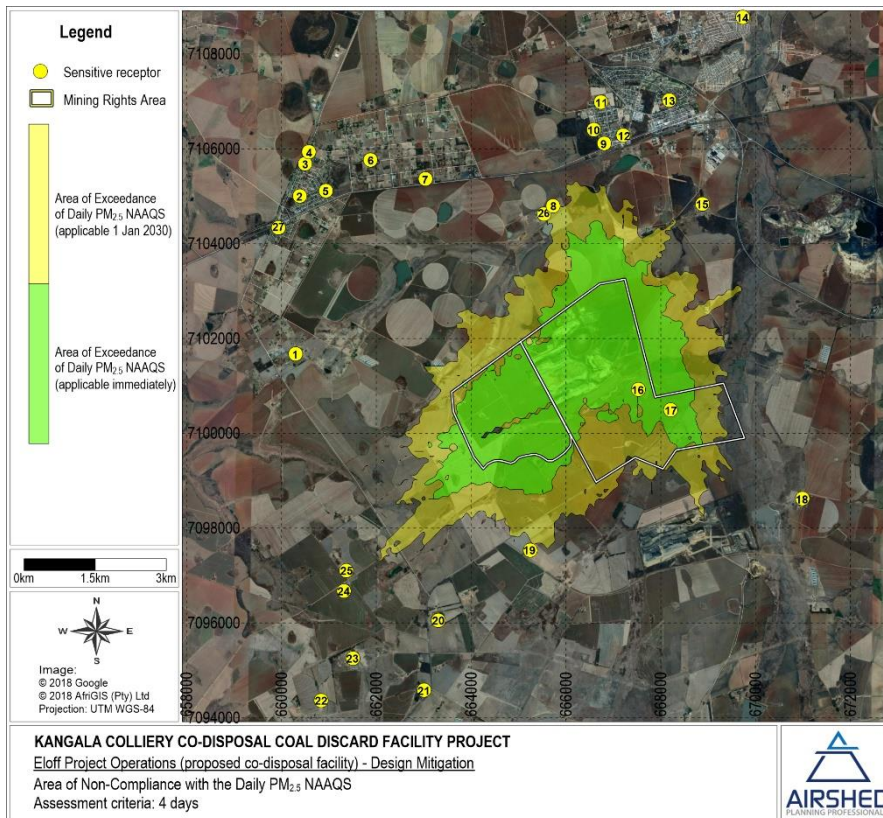 Legend
Sensitive receptor
Mining Rights Area
Area of Exceedance
of Daily PM2.5 NAAQS
(applicable 1 Jan 2030)
Area of Exceedance
of Daily PM2.5 NAAQS
(applicable immediately)
0km 1.5km 3km
N
W E
S
Image:
© 2018 Google
© 2018 AfriGIS (Pty) Ltd
Projection: UTM WGS-84
7108000
7106000
7104000
7102000
7100000
7098000
7096000
7094000
658000 660000 662000 664000 666000 668000 670000 672000
14
11 13
10 12
9
4
3 6
7
2 5
8 15
26
27
1
16
17
18
19
25
24
20
23
21
22
KANGALA COLLIERY CO-DISPOSAL COAL DISCARD FACILITY PROJECT
Eloff Project Operations (proposed co-disposal facility) - Design Mitigation
Area of Non-Compliance with the Daily PM2.5 NAAQS
Assessment criteria: 4 days
AIRSHED
PLANNING PROFESSIONALS